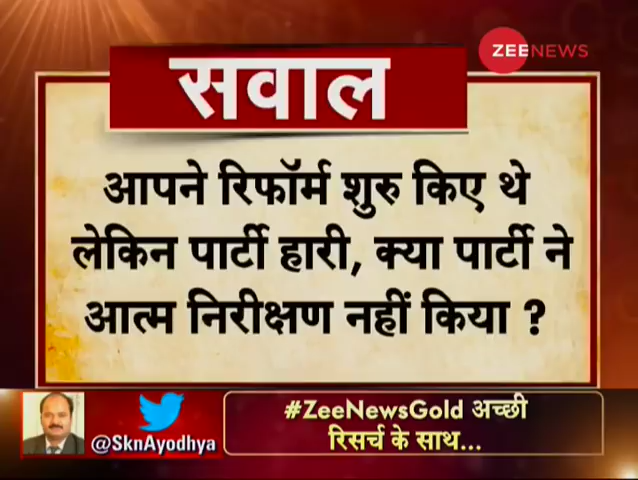 ZEENEWS
सवाल
आपने रिफॉर्म शुरु किए थे
लेकिन पार्टी हारी, क्या पार्टी ने
आत्म निरीक्षण नहीं किया ?
@SknAyodhya
#ZeeNewsGold अच्छी
रिसर्च के साथ...